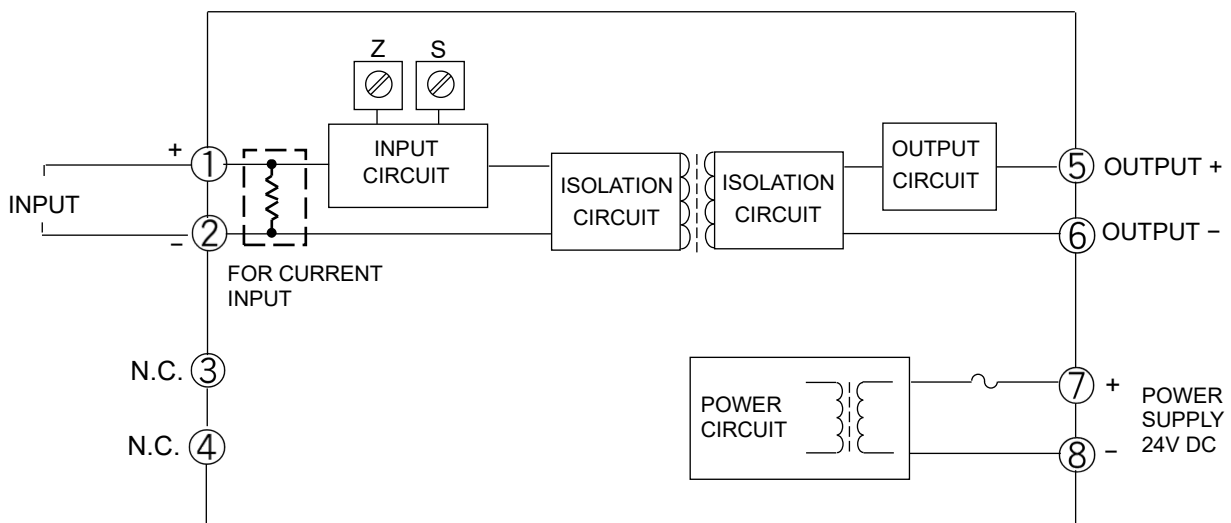 Z
S
+
1
INPUT
CIRCUIT
OUTPUT
CIRCUIT
5
OUTPUT +
INPUT
ISOLATION
CIRCUIT
ISOLATION
CIRCUIT
−
2
6
OUTPUT −
FOR CURRENT
INPUT
N.C.
3
N.C.
4
POWER
CIRCUIT
7
+
8
−
POWER
SUPPLY
24V DC